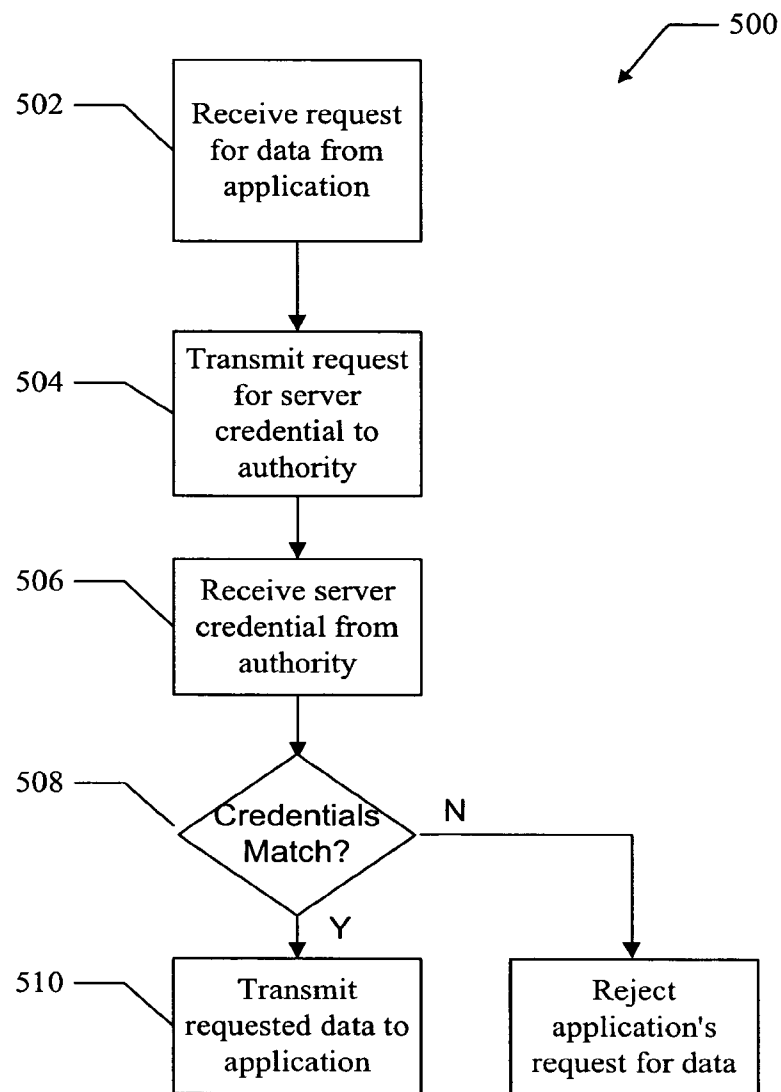 500
502
Receive request
for data from
application
504
Transmit request
for server
credential to
authority
506
Receive server
credential from
authority
508
Credentials
Match?
N
Y
510
Transmit
requested data to
application
Reject
application's
request for data